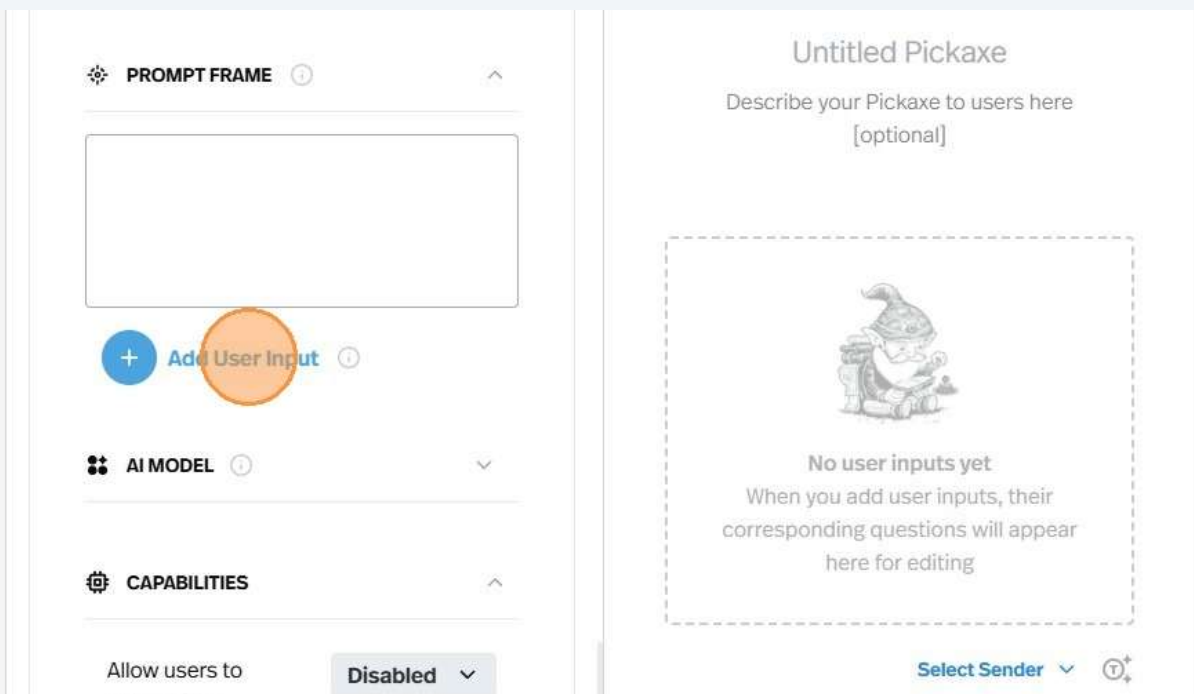 PROMPT FRAME
Add User Input
AI MODEL
CAPABILITIES
Allow users to
Disabled
Untitled Pickaxe
Describe your Pickaxe to users here
[optional]
No user inputs yet
When you add user inputs, their
corresponding questions will appear
here for editing
Select Sender